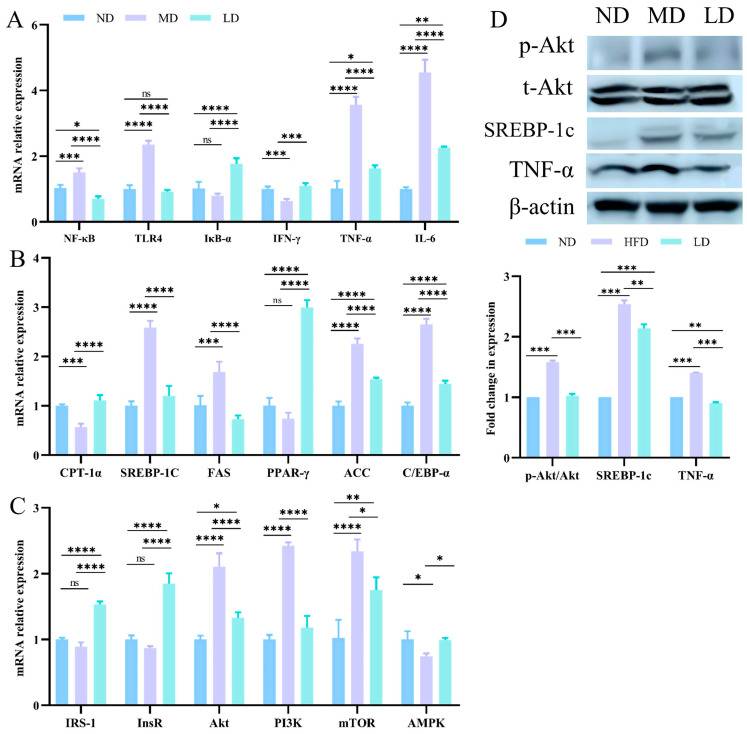 A
ND MD LD
mRNA relative expression
8
6
4
2
0
* **** ***
ns **** ****
**** **** ns
*** ***
* **** ****
** **** ****
NF-κB TLR4 IκB-α IFN-γ TNF-α IL-6
B
mRNA relative expression
4
3
2
1
0
**** ***
**** ****
**** ***
**** **** ns
**** **** ****
**** **** ****
CPT-1α SREBP-1C FAS PPAR-γ ACC C/EBP-α
C
mRNA relative expression
3
2
1
0
**** **** ns
**** **** ns
* **** ****
**** ****
** * ****
* *
IRS-1 InsR Akt PI3K mTOR AMPK
D
ND MD LD
p-Akt
t-Akt
SREBP-1c
TNF-α
β-actin
ND HFD LD
Fold change in expression
3
2
1
0
*** ***
*** ** ***
** *** ***
p-Akt/Akt SREBP-1c TNF-α